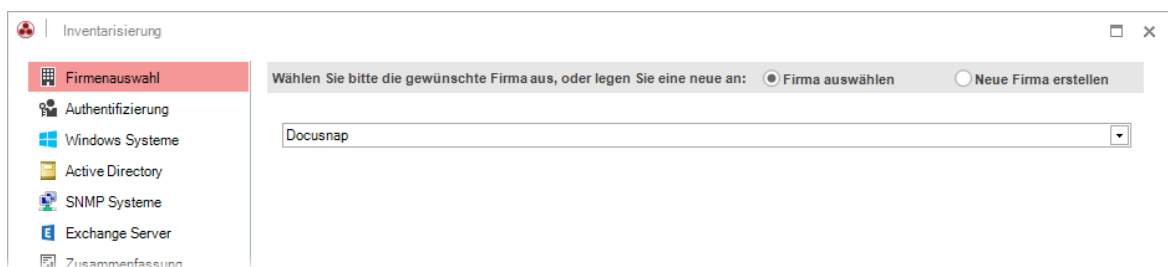 Inventarisierung
Firmenauswahl
Wählen Sie bitte die gewünschte Firma aus, oder legen Sie eine neue an: Firma auswählen Neue Firma erstellen
Authentifizierung
Windows Systeme
Docusnap
Active Directory
SNMP Systeme
Exchange Server
Zusammenfassung